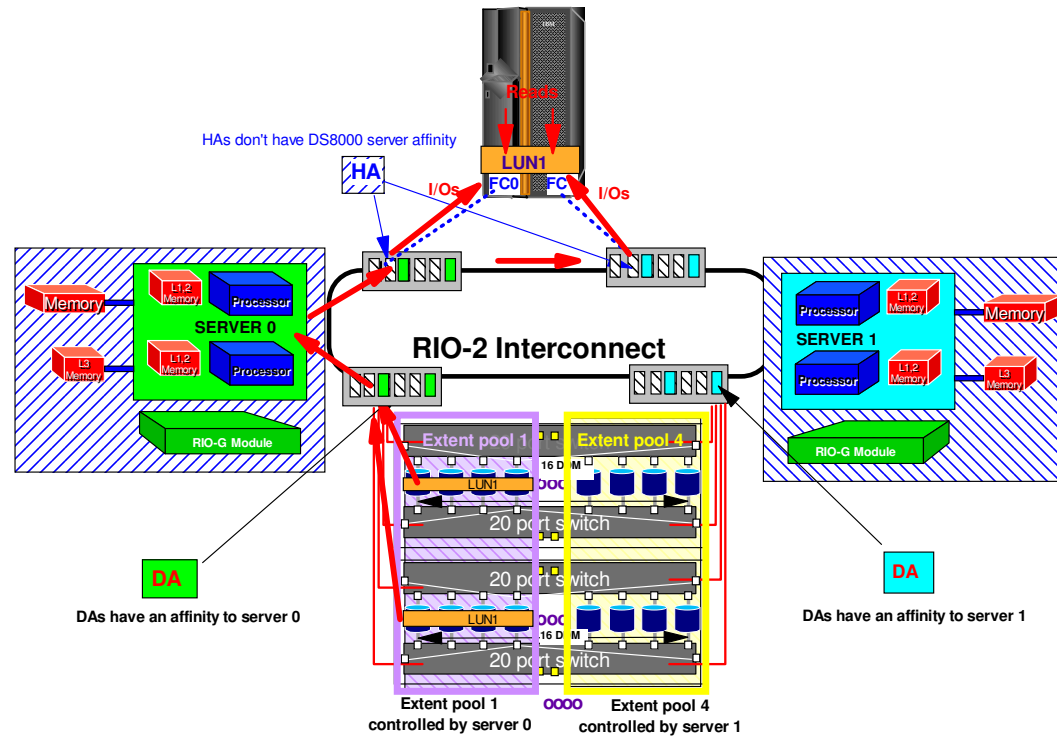 IBM
Reads
HAs don't have DS8000 server affinity
LUN1
HA
I/Os
FC0
FC
I/Os
Memory
L1,2
Memory
Processor
SERVER 0
L3
Memory
L1,2
Memory
Processor
RIO-G Module
RIO-2 Interconnect
Processor
L1,2
Memory
Memory
SERVER 1
Processor
L1,2
Memory
L3
Memory
RIO-G Module
Extent pool 1
Extent pool 4
16 DDM
LUN1
oooo
20 port switch
20 port switch
LUN1
oooo
16 DDM
20 port switch
DA
DAs have an affinity to server 0
DA
DAs have an affinity to server 1
Extent pool 1
controlled by server 0
oooo
Extent pool 4
controlled by server 1